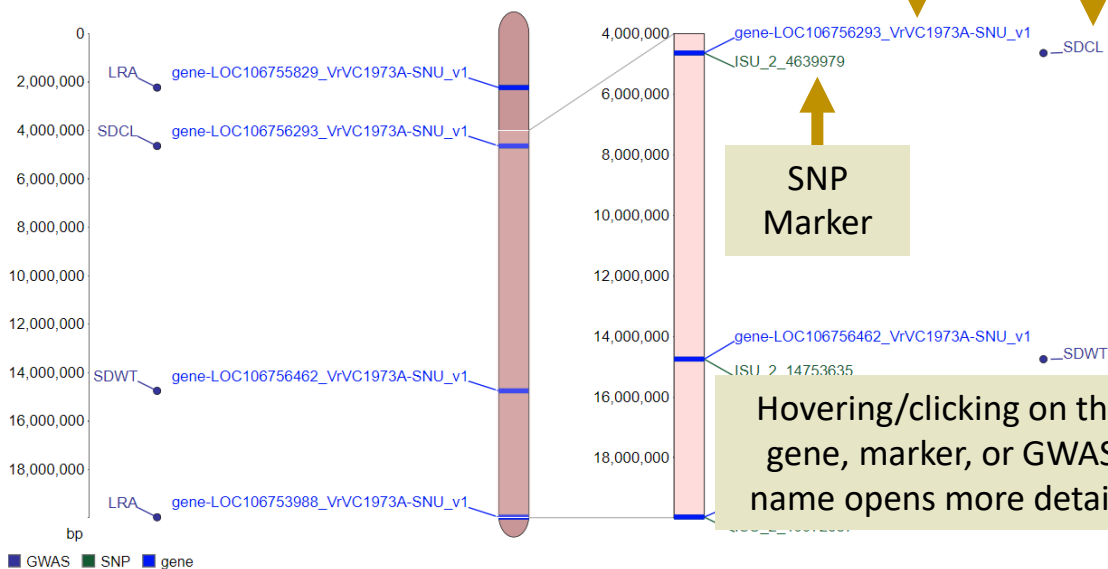 0
2,000,000
4,000,000
6,000,000
8,000,000
10,000,000
12,000,000
14,000,000
16,000,000
18,000,000
bp
LRA
gene-LOC106755829_VrVC1973A-SNU_v1
SDCL
gene-LOC106756293_VrVC1973A-SNU_v1
SDWT
gene-LOC106756462_VrVC1973A-SNU_v1
LRA
gene-LOC106753988_VrVC1973A-SNU_v1
4,000,000
6,000,000
8,000,000
10,000,000
12,000,000
14,000,000
16,000,000
18,000,000
gene-LOC106756293_VrVC1973A-SNU_v1
ISU_2_4639979
SDCL
SNP
Marker
gene-LOC106756462_VrVC1973A-SNU_v1
ISU_2_14753635
SDWT
Hovering/clicking on th
gene, marker, or GWAS
name opens more detai
GWAS SNP gene